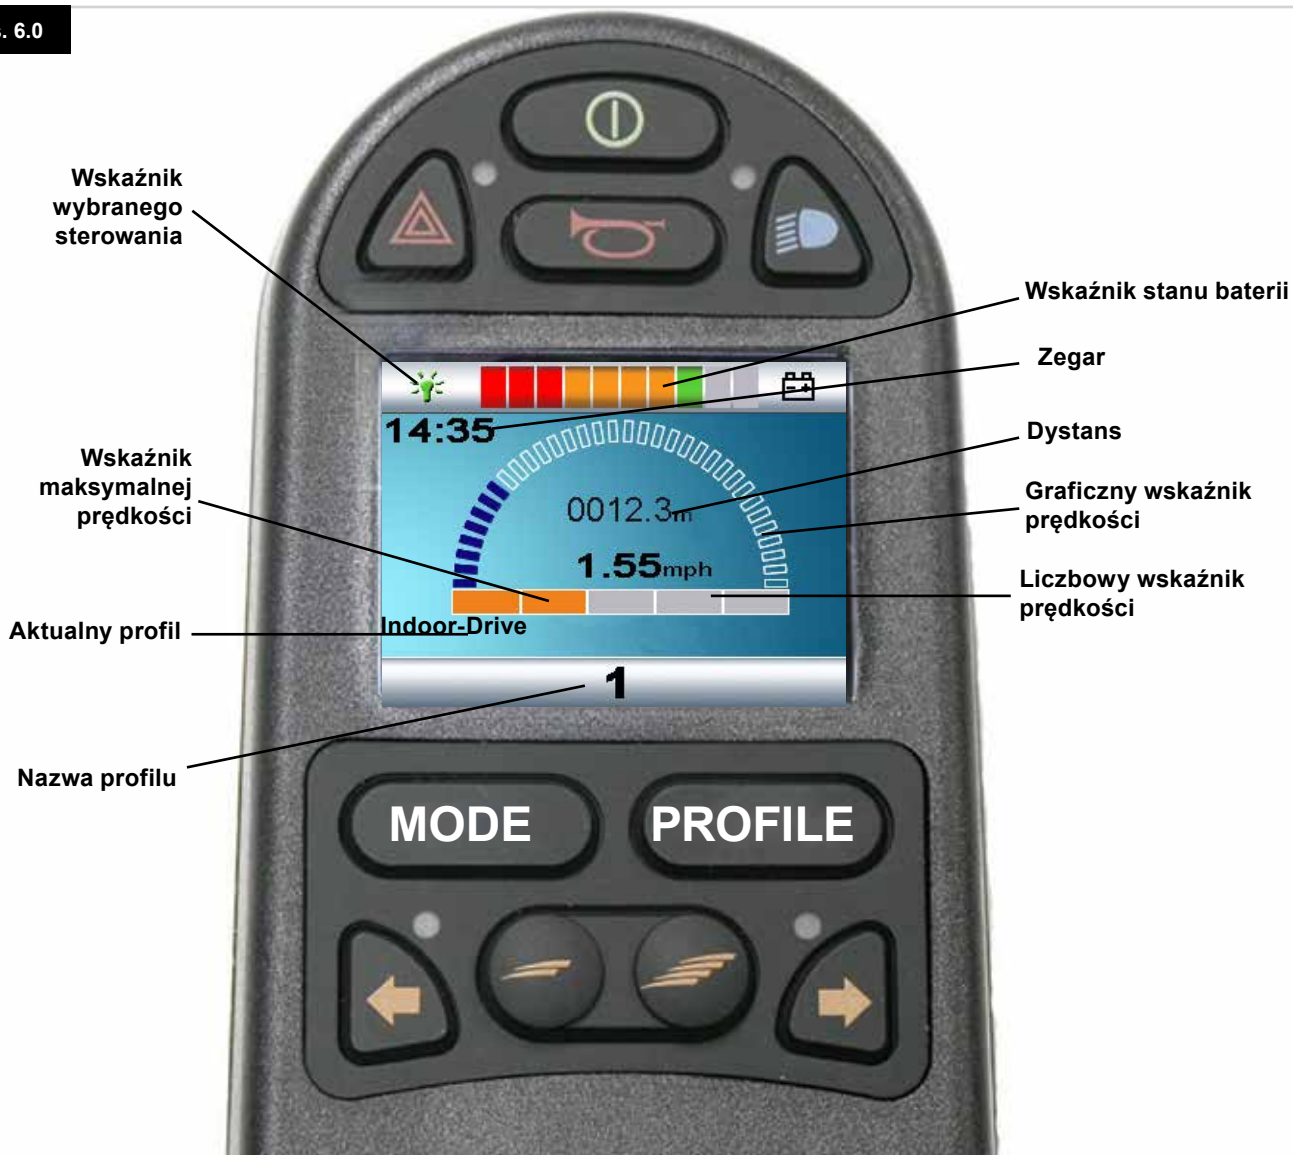 . 6.0
Wskaźnik
wybranego
sterowania
Wskaźnik stanu baterii
Zegar
14:35
Dystans
Wskaźnik
maksymalnej
prędkości
Graficzny wskaźnik
prędkości
0012.3m
1.55mph
Liczbowy wskaźnik
prędkości
Aktualny profil
Indoor-Drive
1
Nazwa profilu
MODE
PROFILE